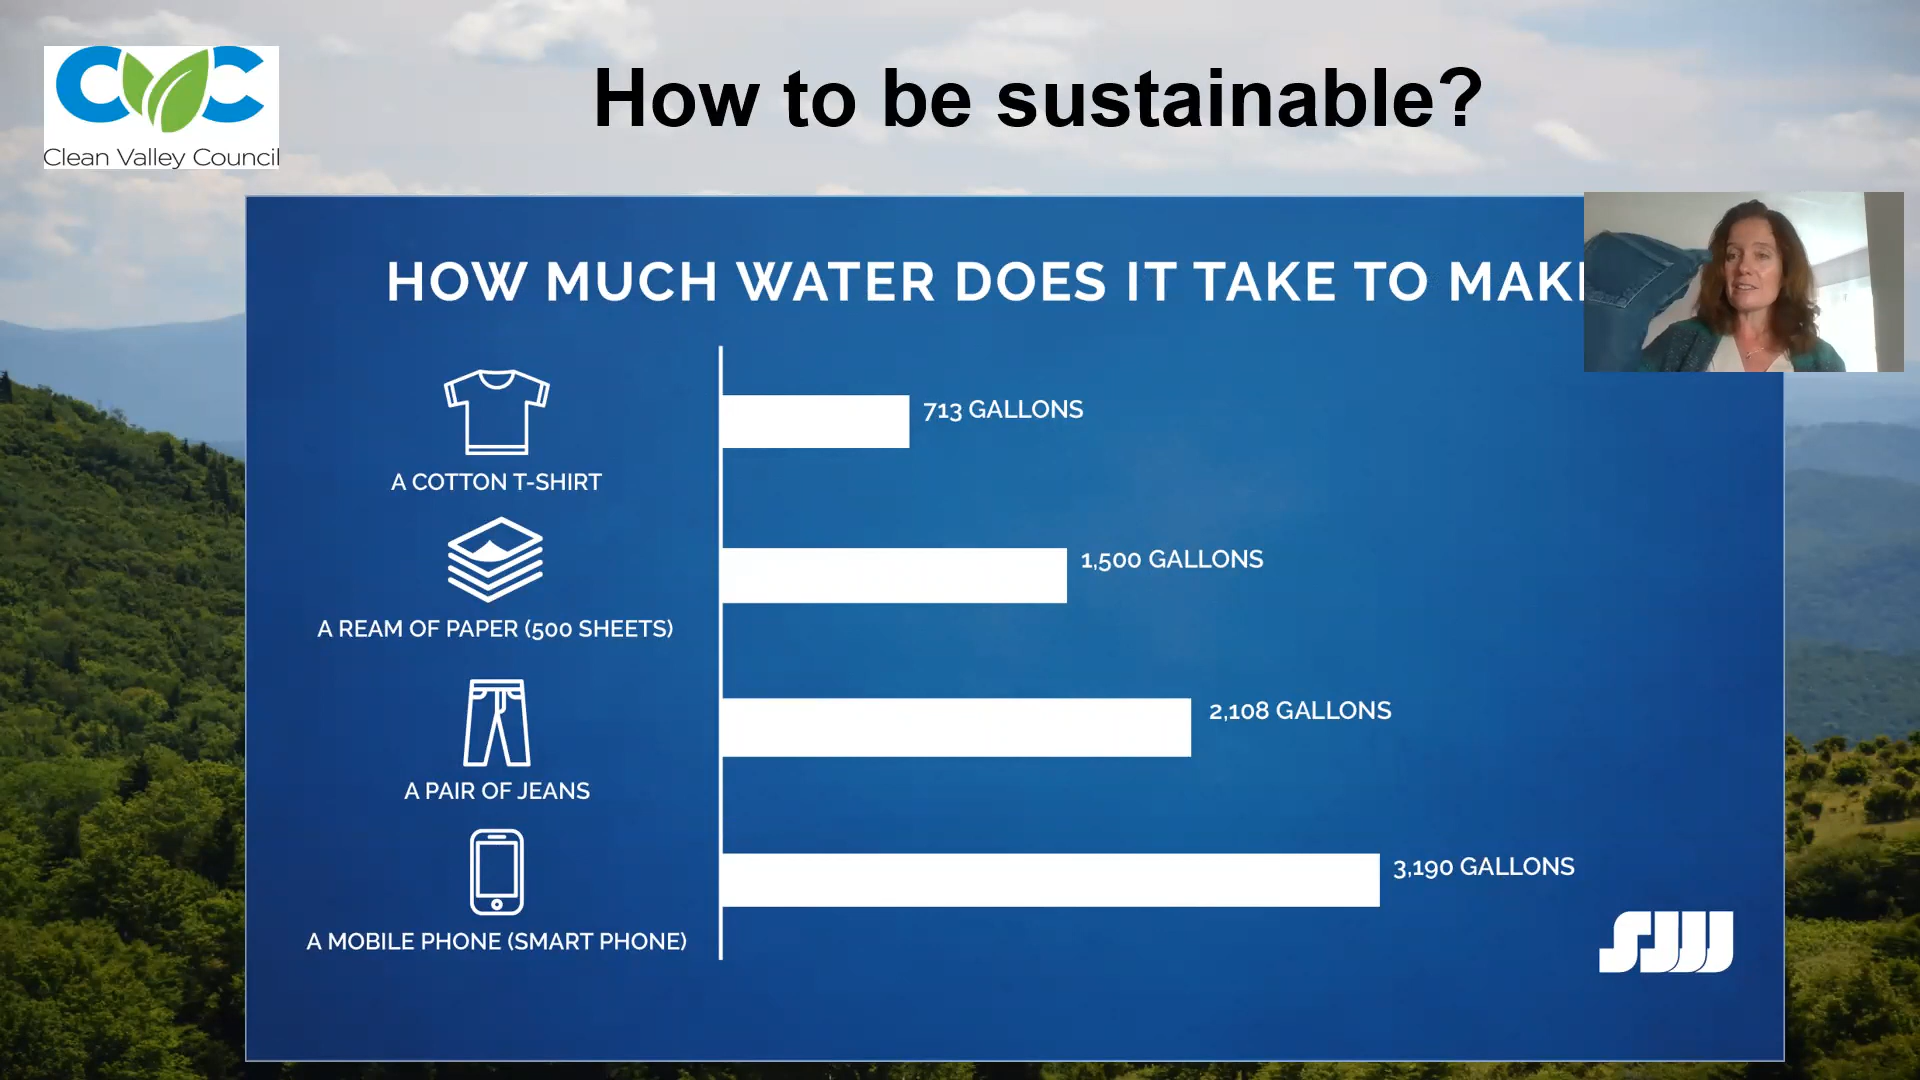 CVC
Clean Valley Council
How to be sustainable?
HOW MUCH WATER DOES IT TAKE TO
713 GALLONS
A COTTON T-SHIRT
1,500 GALLONS
A REAM OF PAPER (500 SHEETS)
2,108 GALLONS
A PAIR OF JEANS
3,190 GALLONS
A MOBILE PHONE (SMART PHONE)